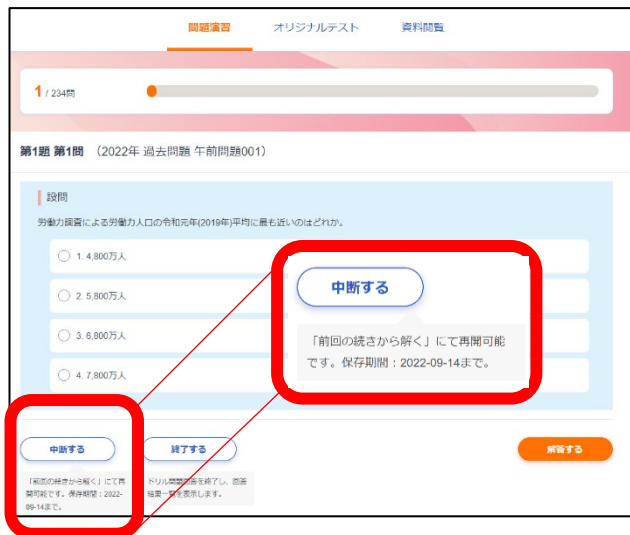 問題演習 オリジナルテスト 資料閲覧
1 / 234問
第1題 第1問 （2022年 過去問題 午前問題001）
設問
労働力調査による労働力人口の令和元年(2019年)平均に最も近いのはどれか。
1. 4,800万人
2. 5,800万人
3. 6,800万人
4. 7,800万人
中断する
「前回の続きから解く」にて再開可能
です。保存期間：2022-09-14まで。
中断する 終了する 解答する
「前回の続きから解く」にて再
開可能です。保存期間：2022-
09-14まで。
ドリル問題回答を終了し、回答
結果一覧を表示します。